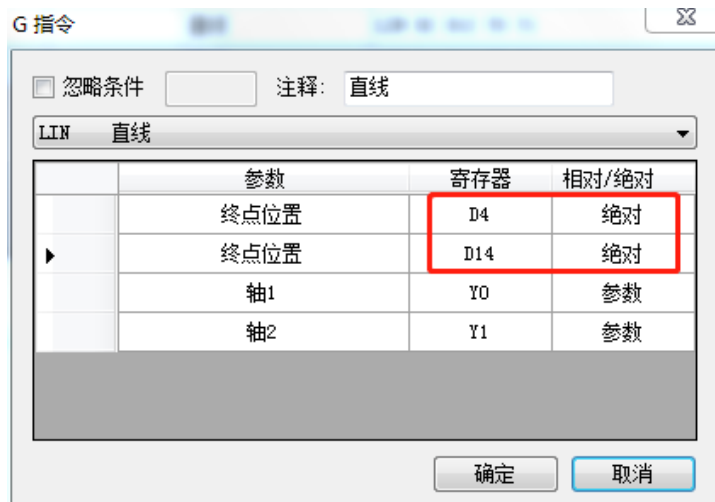 G 指令
忽略条件 注释: 直线
LIN 直线
参数 寄存器 相对/绝对
终点位置 D4 绝对
终点位置 D14 绝对
轴1 Y0 参数
轴2 Y1 参数
确定 取消